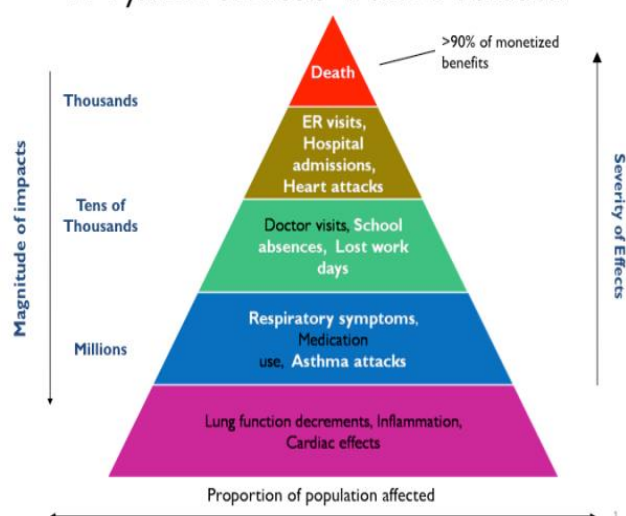 >90% of monetized
benefits
Death
Thousands
ER visits,
Hospital
admissions,
Heart attacks
Tens of
Thousands
Doctor visits, School
absences, Lost work
days
Magnitude of impacts
Severity of Effects
Respiratory symptoms,
Medication
use, Asthma attacks
Millions
Lung function decrements, Inflammation,
Cardiac effects
Proportion of population affected